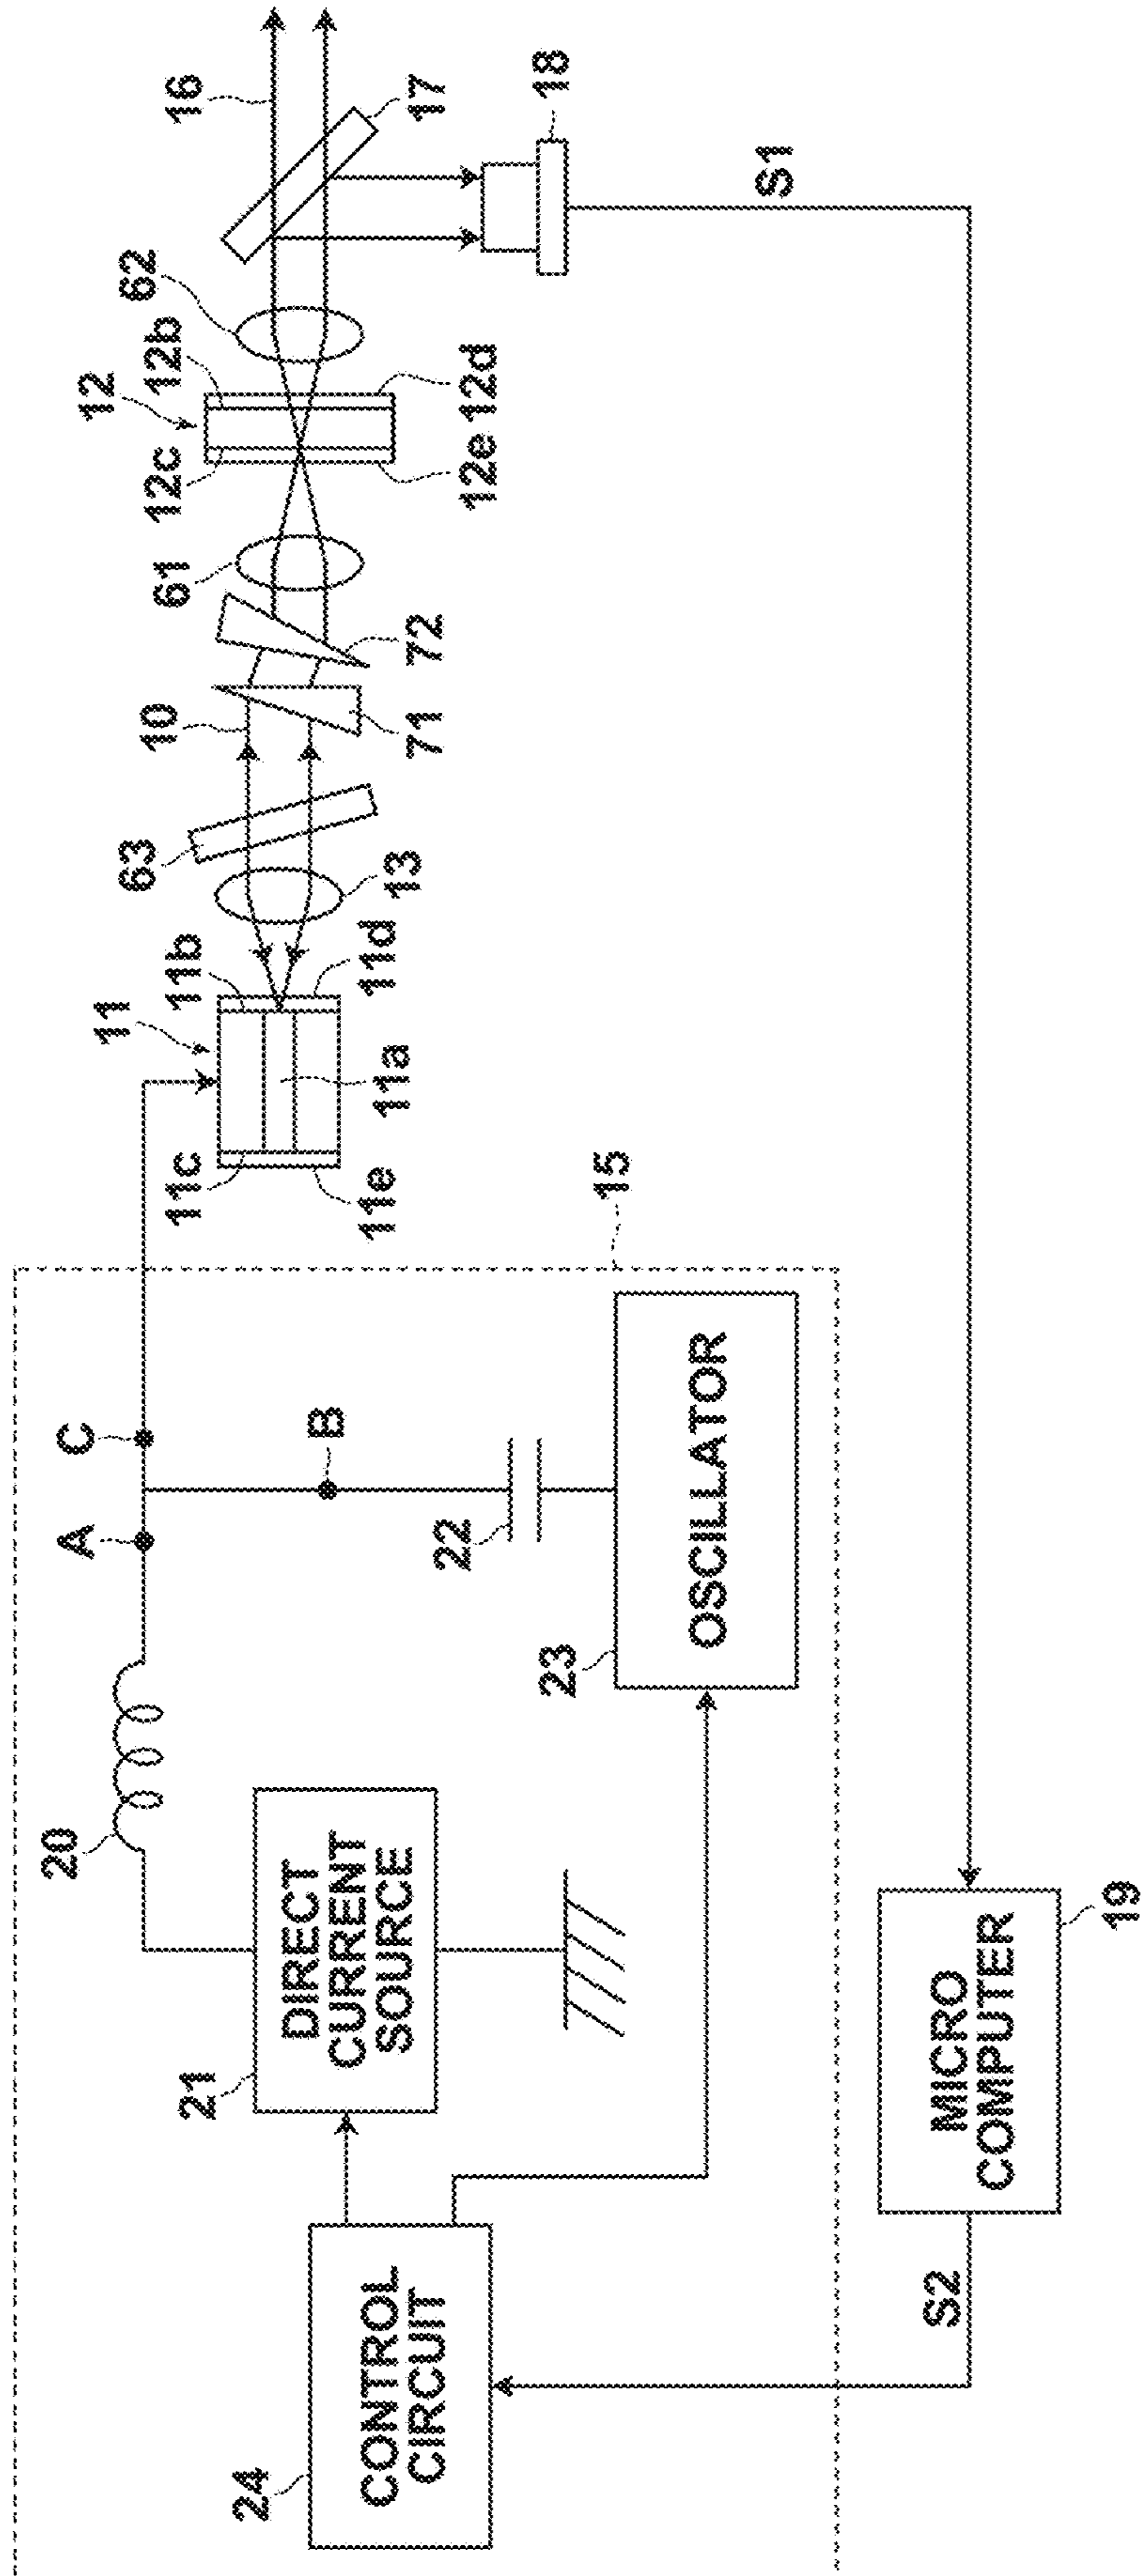 24
CONTROL
CIRCUIT
21
DIRECT
CURRENT
SOURCE
20
A
C
B
22
23
OSCILLATOR
15
11
11c
11b
11a
11e
11d
13
63
10
71
72
61
12
12c
12b
12e
12d
62
16
17
18
S1
S2
MICRO
COMPUTER
19